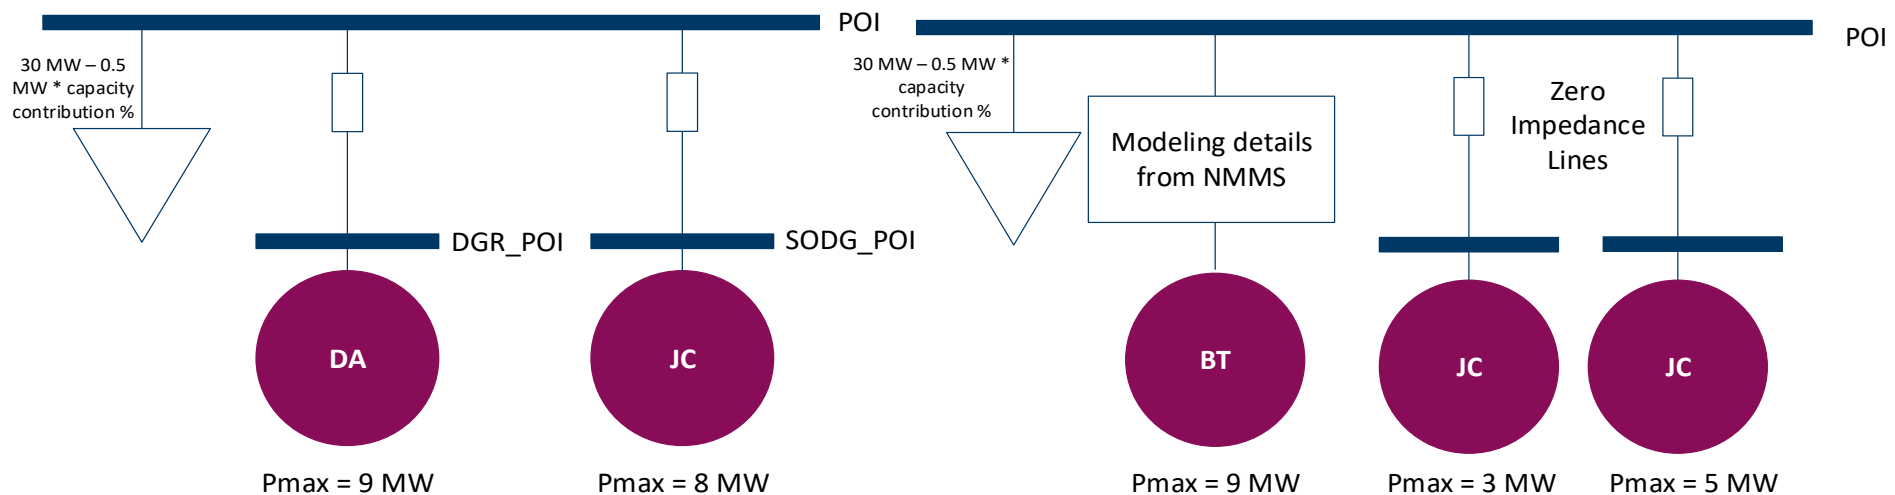 POI
30 MW – 0.5
MW * capacity
contribution %
DGR_POI
SODG_POI
DA
JC
Pmax = 9 MW
Pmax = 8 MW
POI
30 MW – 0.5 MW *
capacity
contribution %
Modeling details
from NMMS
Zero
Impedance
Lines
BT
JC
JC
Pmax = 9 MW
Pmax = 3 MW
Pmax = 5 MW